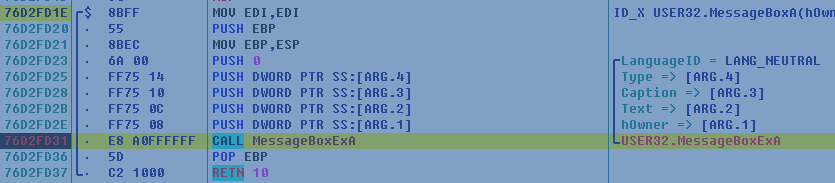 76D2FD1E $ 8BFF MOV EDI,EDI ID_X USER32.MessageBoxA(hOwne
76D2FD20 . 55 PUSH EBP
76D2FD21 . 8BEC MOV EBP,ESP
76D2FD23 . 6A 00 PUSH 0 LanguageID = LANG_NEUTRAL
76D2FD25 . FF75 14 PUSH DWORD PTR SS:[ARG.4] Type => [ARG.4]
76D2FD28 . FF75 10 PUSH DWORD PTR SS:[ARG.3] Caption => [ARG.3]
76D2FD2B . FF75 0C PUSH DWORD PTR SS:[ARG.2] Text => [ARG.2]
76D2FD2E . FF75 08 PUSH DWORD PTR SS:[ARG.1] hOwner => [ARG.1]
76D2FD31 . E8 A0FFFFFF CALL MessageBoxExA USER32.MessageBoxExA
76D2FD36 . 5D POP EBP
76D2FD37 . C2 1000 RETN 10